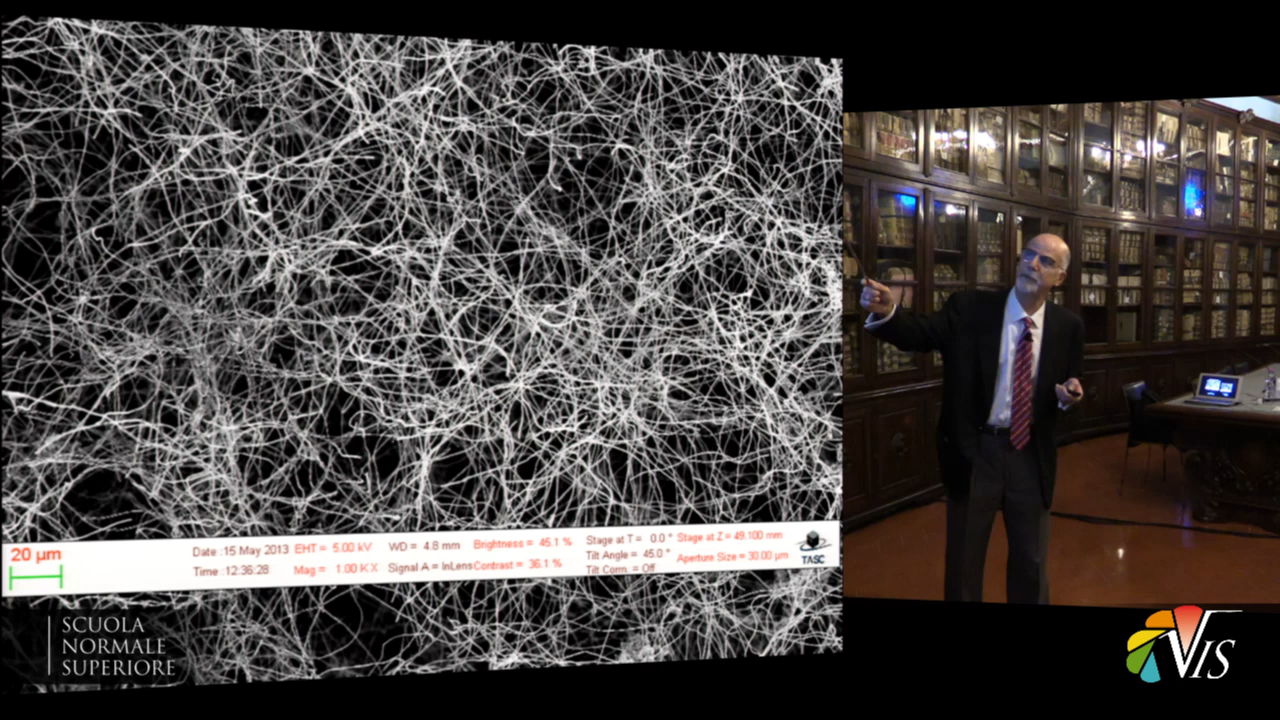 20 µm
Date :15 May 2013 EHT = 5.00 kV WD = 4.8 mm Brightness = 45.1 % Stage at T = 0.0 ° Stage at Z = 49.100 mm
Time :12:36:28 Mag = 1.00 K X Signal A = InLens Contrast = 36.1 % Tilt Angle = 45.0 ° Aperture Size = 30.00 µm
Tilt Corrn. = Off
TASC
SCUOLA
NORMALE
SUPERIORE
VIS